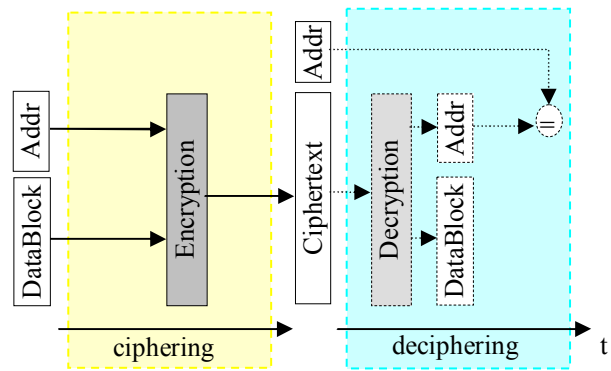 Addr
DataBlock
Encryption
Addr
Ciphertext
Decryption
Addr
DataBlock
=
ciphering
deciphering
t